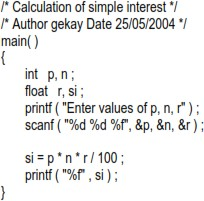 /* Calculation of simple interest */
/* Author gekay Date 25/05/2004 */
main( )
{
int p, n ;
float r, si ;
printf ( "Enter values of p, n, r" ) ;
scanf ( "%d %d %f", &p, &n, &r ) ;
si = p * n * r / 100 ;
printf ( "%f" , si ) ;
}